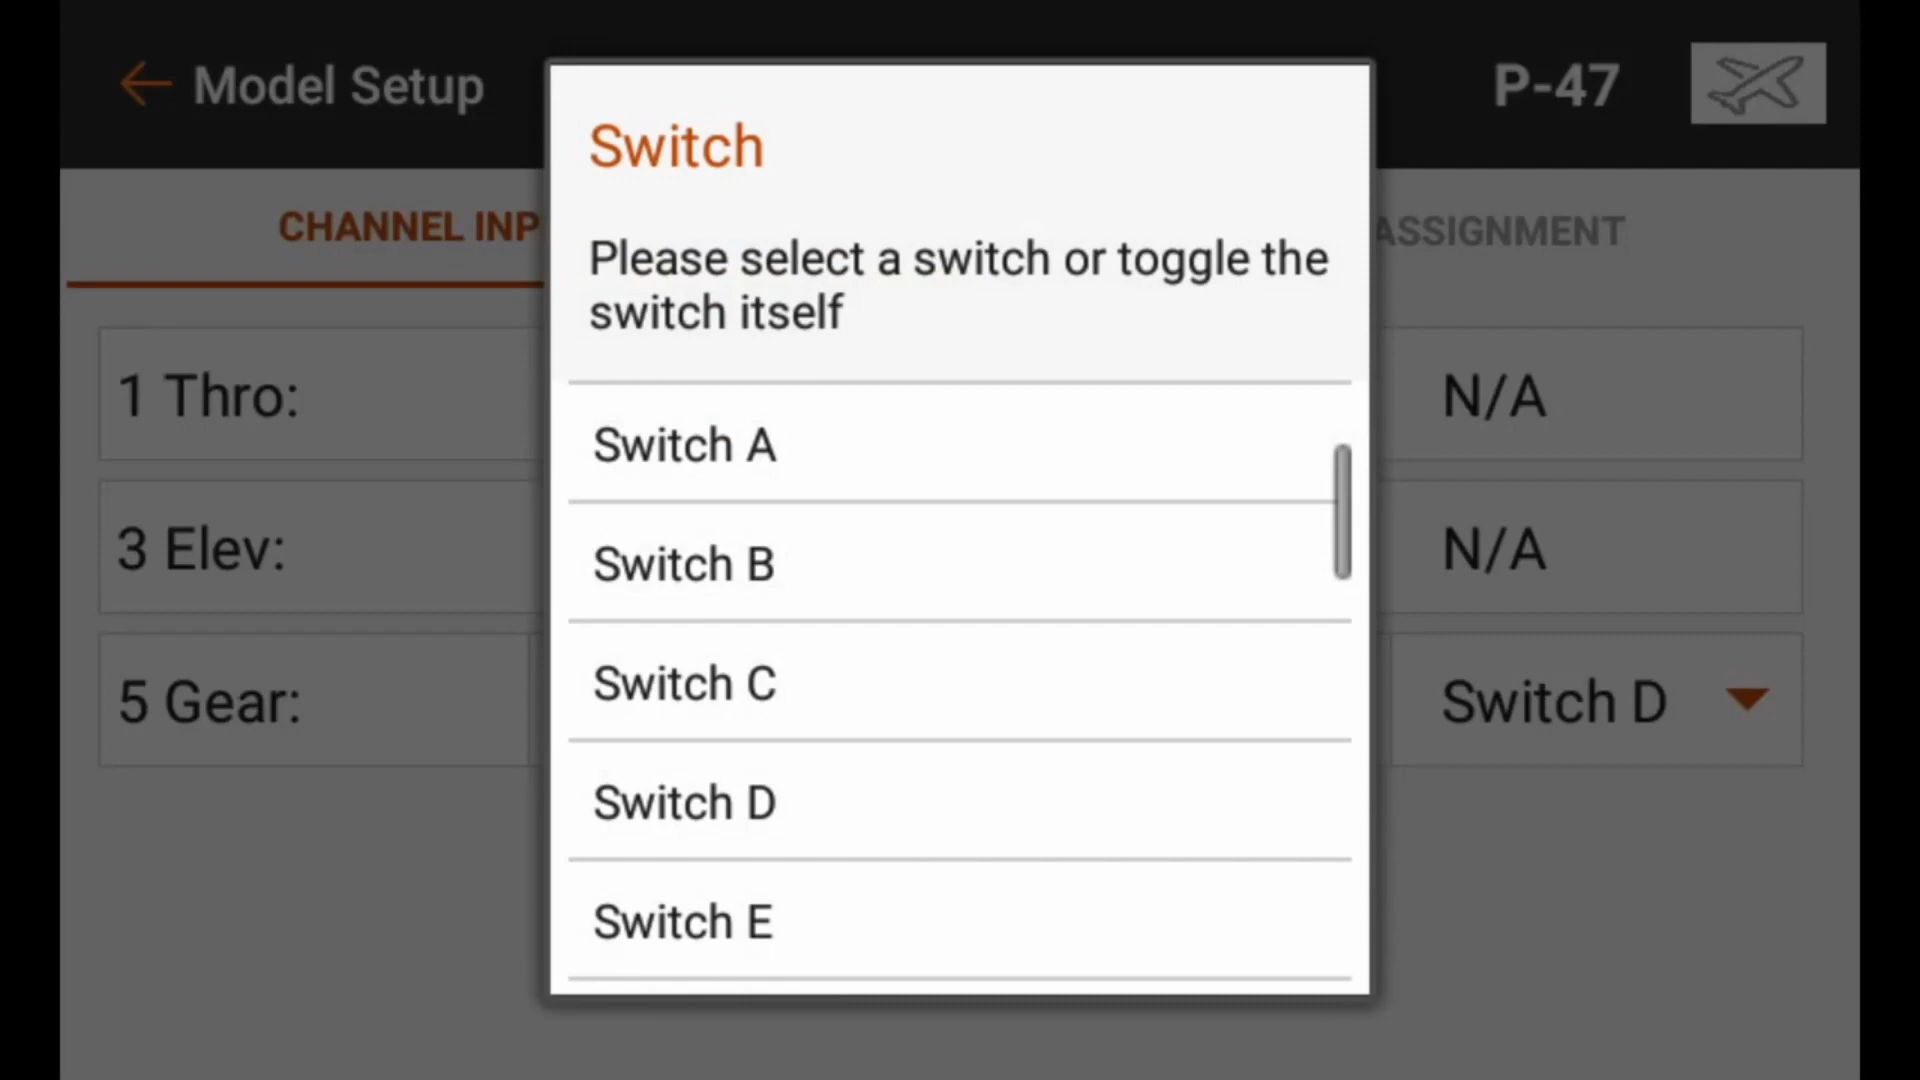 Model Setup
P-47
CHANNEL INP
ASSIGNMENT
Switch
Please select a switch or toggle the
switch itself
Switch A
Switch B
Switch C
Switch D
Switch E
1 Thro:
N/A
3 Elev:
N/A
5 Gear:
Switch D